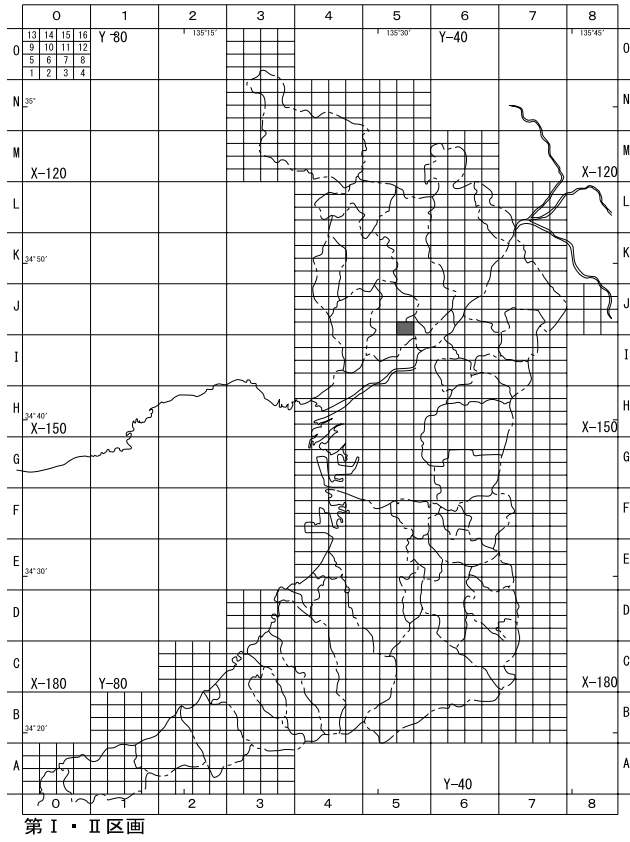 0 1 2 3 4 5 6 7 8
13 14 15 16 Y-80 135°15′ 135°30′ Y-40 135°45′
O 9 10 11 12 O
5 6 7 8
1 2 3 4
N 35° N
M M
X-120 X-120
L L
K 34°50′ K
J J
I I
H 34°40′ H
X-150 X-150
G G
F F
E 34°30′ E
D D
C C
X-180 Y-80 X-180
B 34°20′ B
A A
Y-40
0 1 2 3 4 5 6 7 8
第Ⅰ・Ⅱ区画